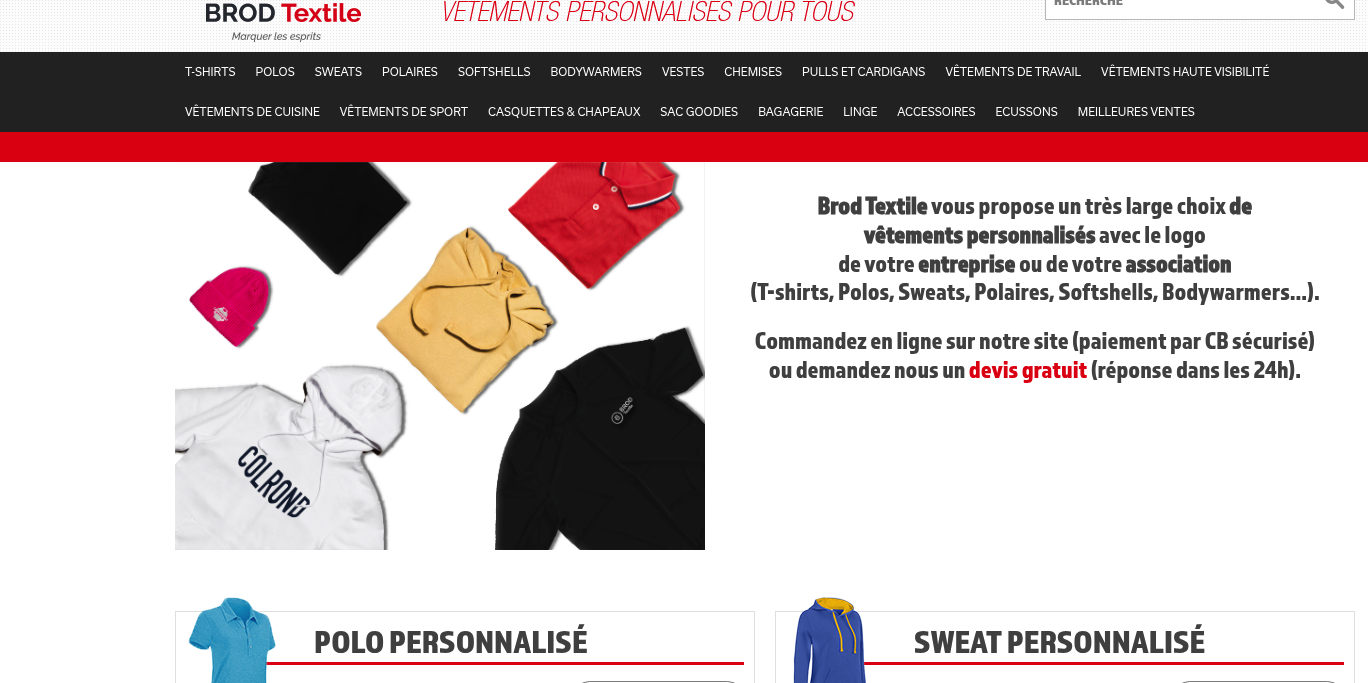 BROD Textile
Marquer les esprits
VÊTEMENTS PERSONNALISÉS POUR TOUS
RECHERCHE
T-SHIRTS POLOS SWEATS POLAIRES SOFTSHELLS BODYWARMERS VESTES CHEMISES PULLS ET CARDIGANS VÊTEMENTS DE TRAVAIL VÊTEMENTS HAUTE VISIBILITÉ
VÊTEMENTS DE CUISINE VÊTEMENTS DE SPORT CASQUETTES & CHAPEAUX SAC GOODIES BAGAGERIE LINGE ACCESSOIRES ECUSSONS MEILLEURES VENTES
Brod Textile vous propose un très large choix de
vêtements personnalisés avec le logo
de votre entreprise ou de votre association
(T-shirts, Polos, Sweats, Polaires, Softshells, Bodywarmers...).
Commandez en ligne sur notre site (paiement par CB sécurisé)
ou demandez nous un devis gratuit (réponse dans les 24h).
COLROND
BROD
Textile
POLO PERSONNALISÉ
SWEAT PERSONNALISÉ